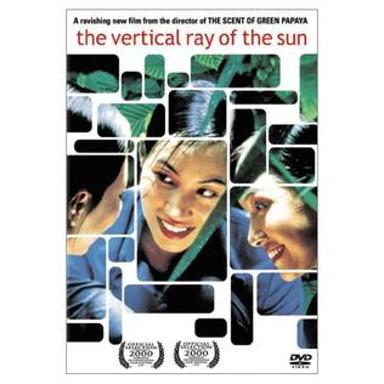 A ravishing new film from the director of THE SCENT OF GREEN PAPAYA
the vertical ray of the sun
OFFICIAL SELECTION
2000
OFFICIAL SELECTION
2000
DVD
VIDEO